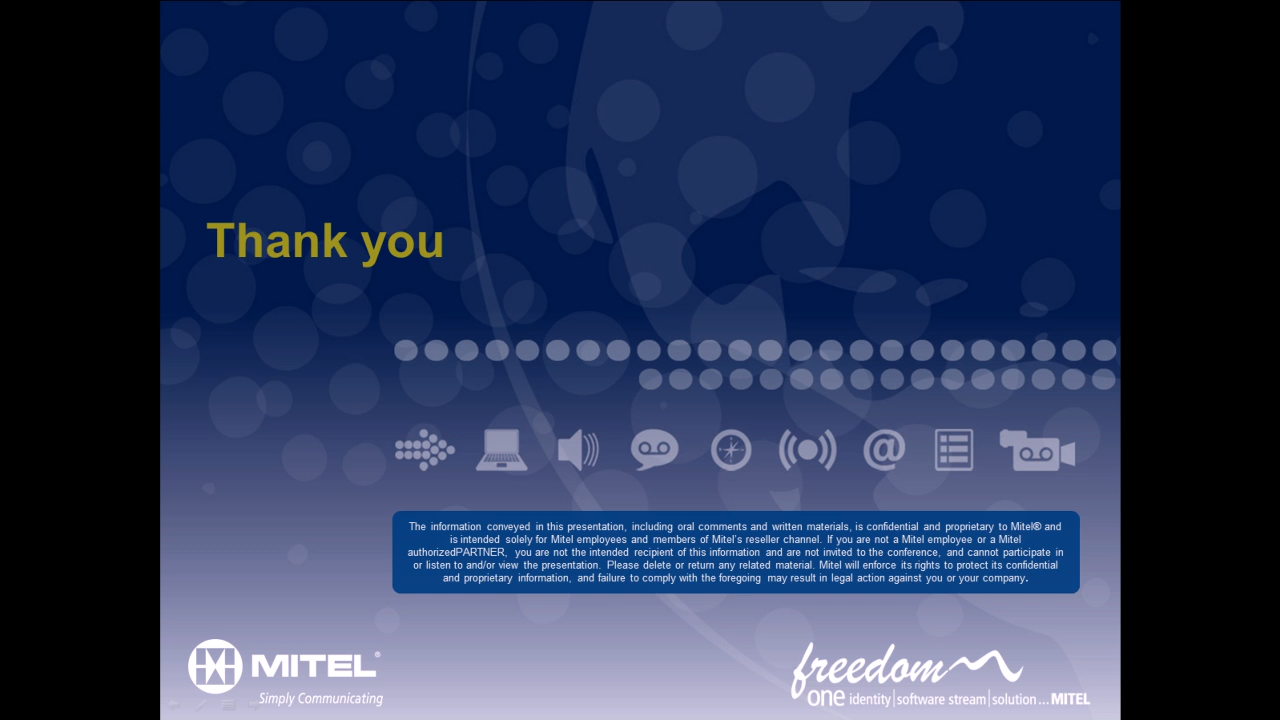 Thank you
The information conveyed in this presentation, including oral comments and written materials, is confidential and proprietary to Mitel® and
is intended solely for Mitel employees and members of Mitel's reseller channel. If you are not a Mitel employee or a Mitel
authorizedPARTNER, you are not the intended recipient of this information and are not invited to the conference, and cannot participate in
or listen to and/or view the presentation. Please delete or return any related material. Mitel will enforce its rights to protect its confidential
and proprietary information, and failure to comply with the foregoing may result in legal action against you or your company.
MITEL®
Simply Communicating
freedom
ONE identity|software stream|solution...MITEL